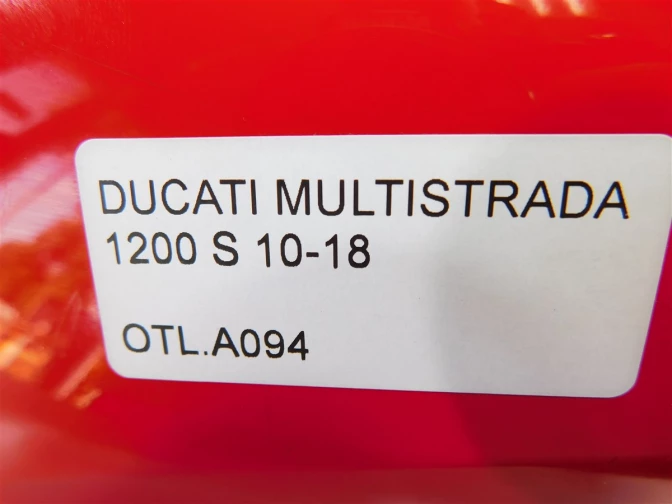 DUCATI MULTISTRADA
1200 S 10-18
OTL.A094